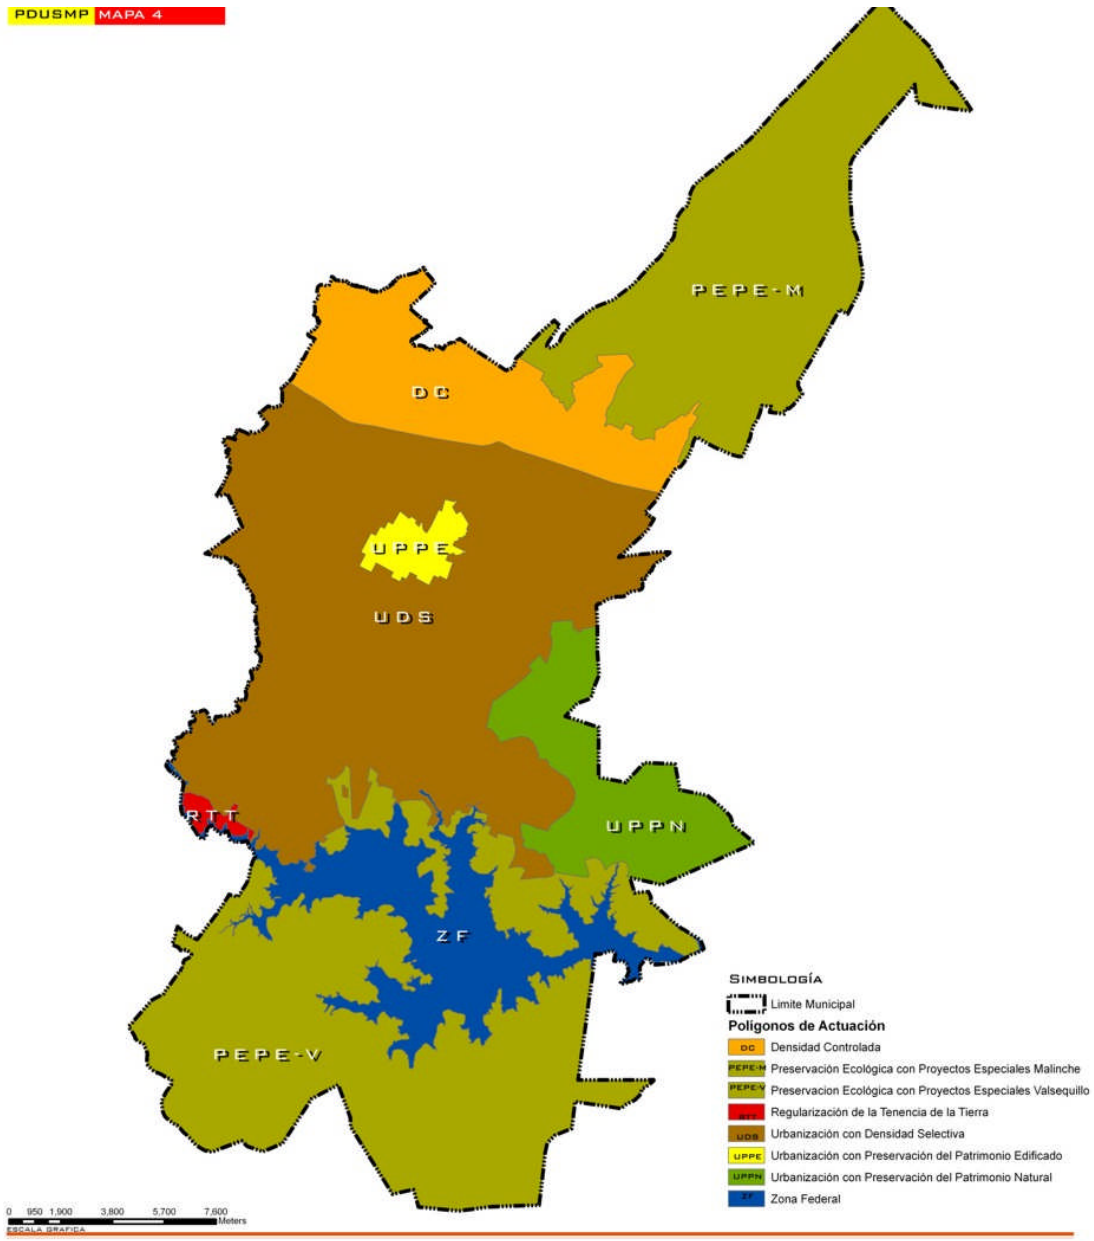 PDUSMP MAPA 4
PEPE-M
DC
UPPE
UDS
RTT
UPPN
ZF
PEPE-V
SIMBOLOGÍA
Limite Municipal
Poligonos de Actuación
DC Densidad Controlada
PEPE-M Preservación Ecológica con Proyectos Especiales Malinche
PEPE-V Preservacion Ecológica con Proyectos Especiales Valsequillo
RTT Regularización de la Tenencia de la Tierra
UDS Urbanización con Densidad Selectiva
UPPE Urbanización con Preservación del Patrimonio Edificado
UPPN Urbanización con Preservación del Patrimonio Natural
ZF Zona Federal
0 950 1,900 3,800 5,700 7,600
Meters
ESCALA GRAFICA